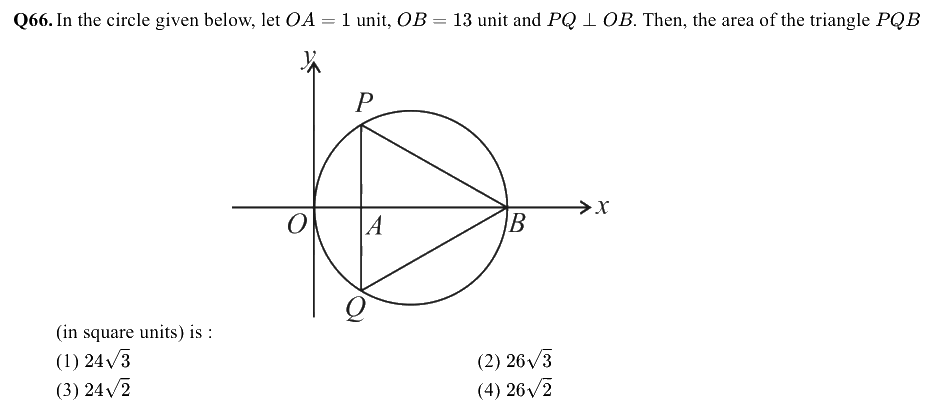 Q66. In the circle given below, let OA = 1 unit, OB = 13 unit and PQ ⊥ OB. Then, the area of the triangle PQB
y
P
O
A
B
x
Q
(in square units) is :
(1) 24√3
(2) 26√3
(3) 24√2
(4) 26√2